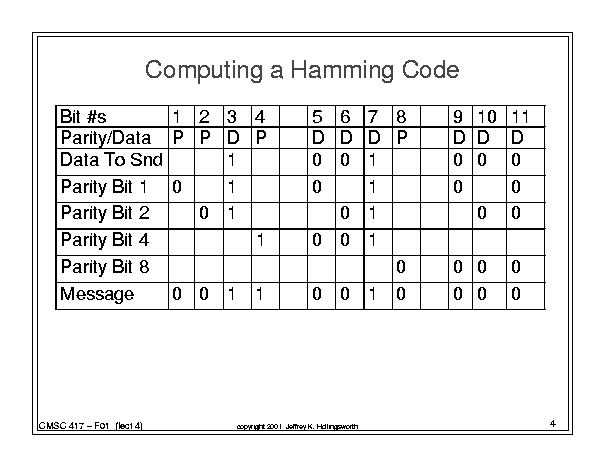 Computing a Hamming Code
Bit #s 1 2 3 4 5 6 7 8 9 10 11
Parity/Data P P D P D D D P D D D
Data To Snd 1 0 0 1 0 0 0
Parity Bit 1 0 1 0 1 0 0
Parity Bit 2 0 1 0 1 0 0
Parity Bit 4 1 0 0 1
Parity Bit 8 0 0 0 0
Message 0 0 1 1 0 0 1 0 0 0 0
CMSC 417 – F01 (lect 4) copyright 2001 Jeffrey K. Hollingsworth 4